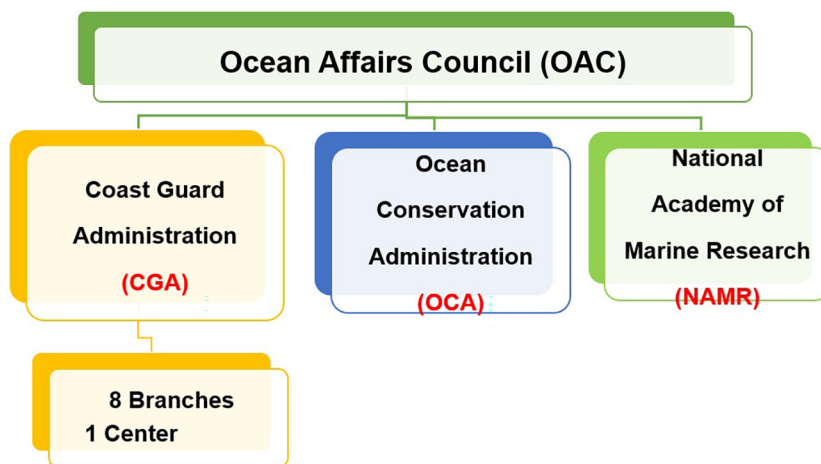 Ocean Affairs Council (OAC)
Coast Guard
Administration
(CGA)
Ocean
Conservation
Administration
(OCA)
National
Academy of
Marine Research
(NAMR)
8 Branches
1 Center